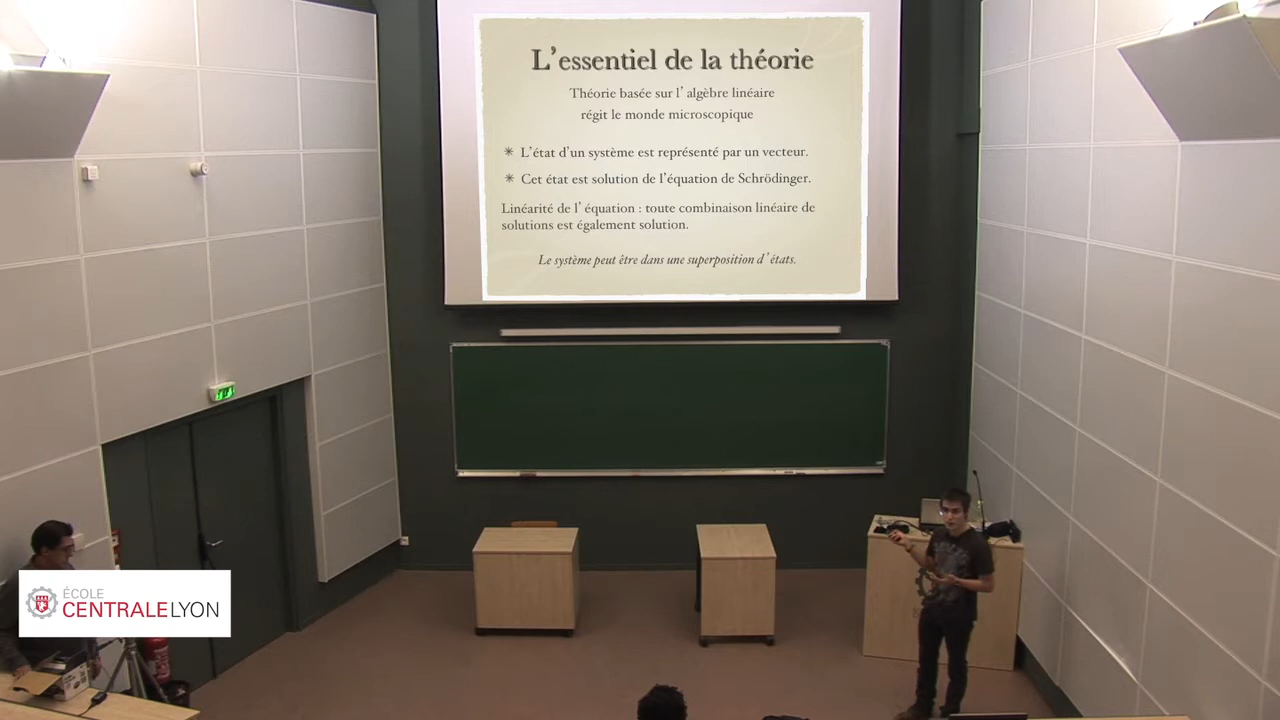 L'essentiel de la théorie
Théorie basée sur l'algèbre linéaire
régit le monde microscopique
* L'état d'un système est représenté par un vecteur.
* Cet état est solution de l'équation de Schrödinger.
Linéarité de l'équation : toute combinaison linéaire de
solutions est également solution.
Le système peut être dans une superposition d'états.
ÉCOLE
CENTRALELYON